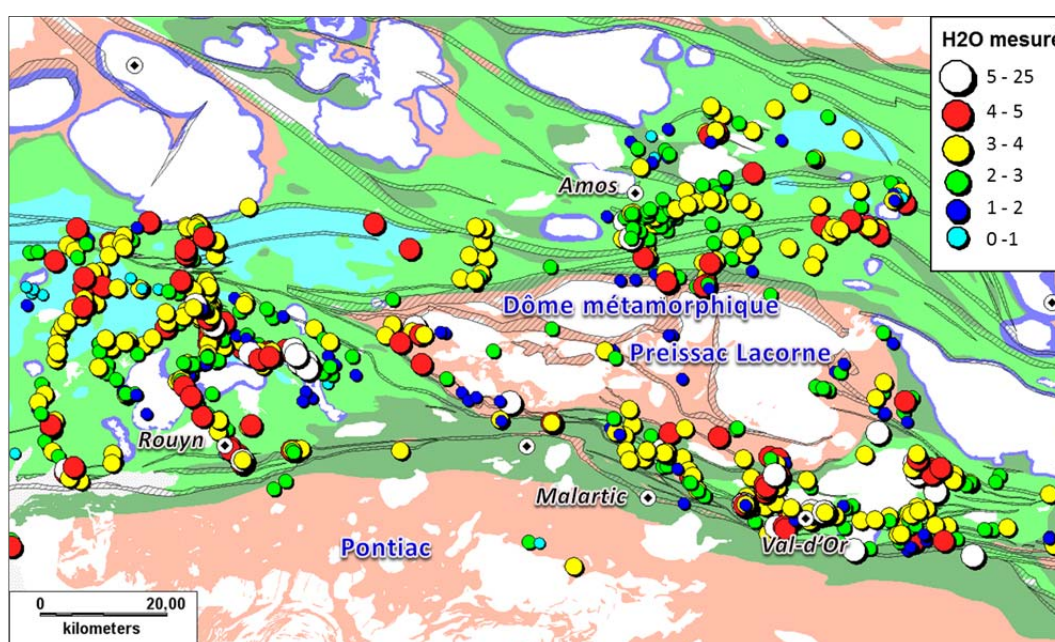 H2O mesure
5 - 25
4 - 5
3 - 4
2 - 3
1 - 2
0 -1
Amos
Dôme métamorphique
Preissac Lacorne
Rouyn
Malartic
Val-d'Or
Pontiac
0 20,00
kilometers